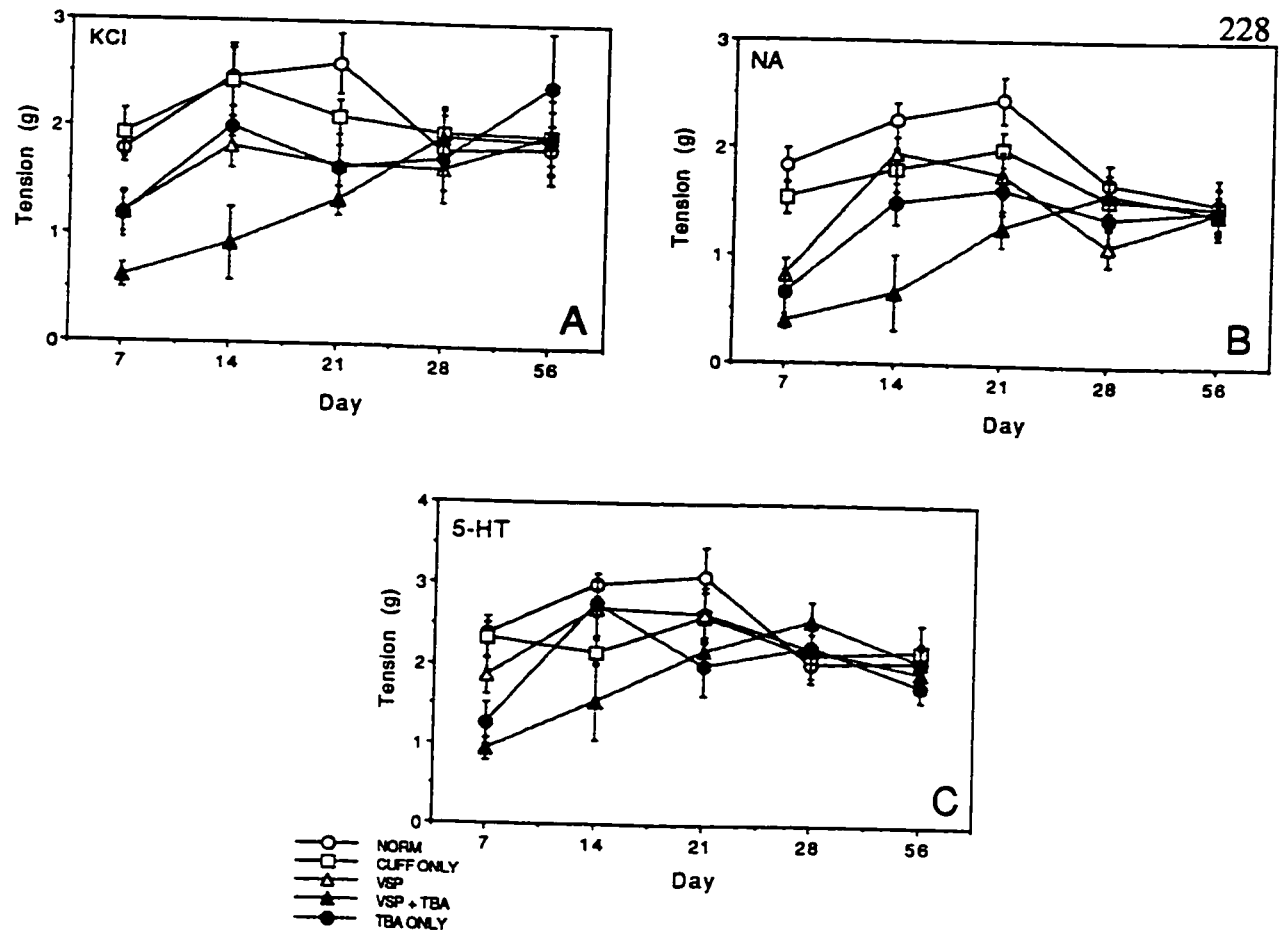 228
KCl
3
2
1
0
Tension (g)
A
7 14 21 28 56
Day
NA
3
2
1
0
Tension (g)
B
7 14 21 28 56
Day
5-HT
4
3
2
1
0
Tension (g)
C
7 14 21 28 56
Day
NORM
CUFF ONLY
VSP
VSP + TBA
TBA ONLY